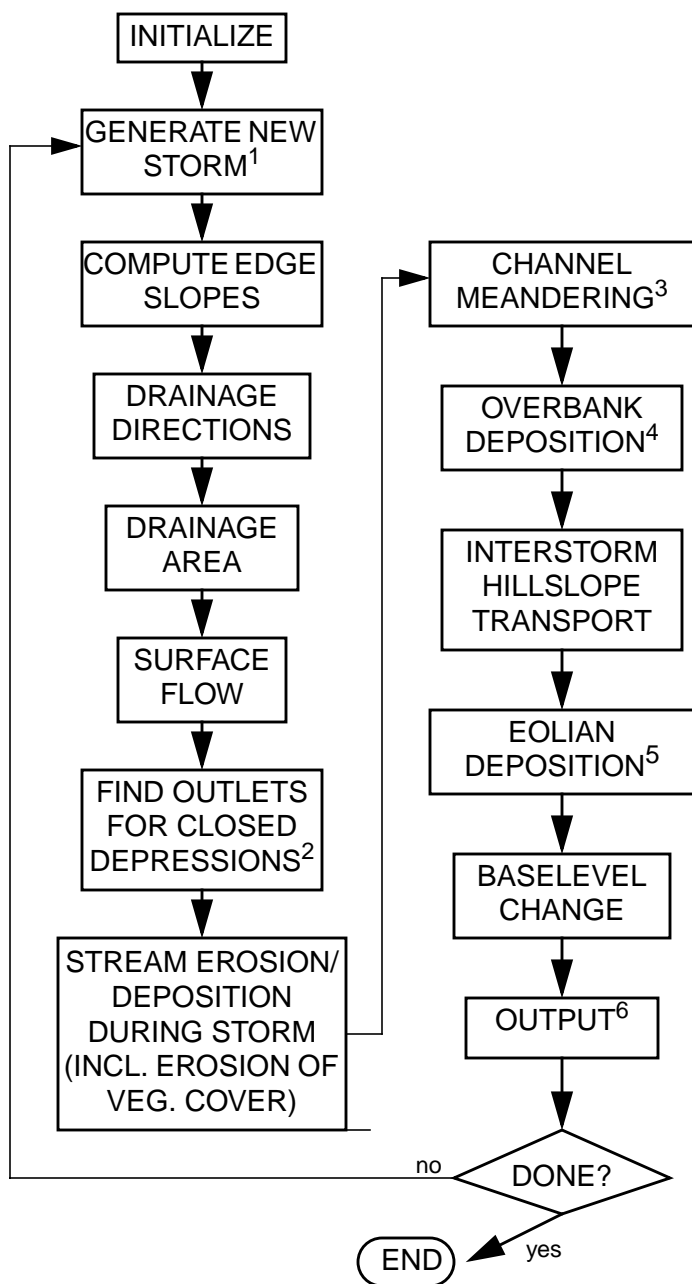 INITIALIZE
GENERATE NEW
STORM1
COMPUTE EDGE
SLOPES
DRAINAGE
DIRECTIONS
DRAINAGE
AREA
SURFACE
FLOW
FIND OUTLETS
FOR CLOSED
DEPRESSIONS2
STREAM EROSION/
DEPOSITION
DURING STORM
(INCL. EROSION OF
VEG. COVER)
CHANNEL
MEANDERING3
OVERBANK
DEPOSITION4
INTERSTORM
HILLSLOPE
TRANSPORT
EOLIAN
DEPOSITION5
BASELEVEL
CHANGE
OUTPUT6
no
DONE?
yes
END